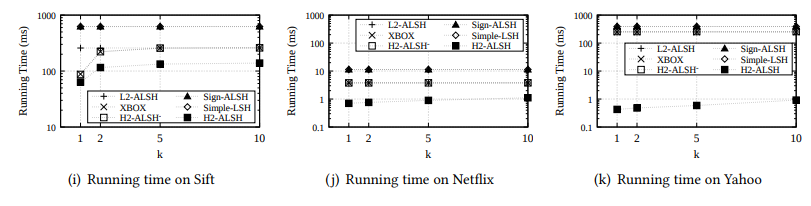 1000
100
10
Running Time (ms)
1 2 5 10
k
L2-ALSH
XBOX
H2-ALSH-
Sign-ALSH
Simple-LSH
H2-ALSH
(i) Running time on Sift
1000
100
10
1
0.1
Running Time (ms)
1 2 5 10
k
L2-ALSH
XBOX
H2-ALSH-
Sign-ALSH
Simple-LSH
H2-ALSH
(j) Running time on Netflix
1000
100
10
1
0.1
Running Time (ms)
1 2 5 10
k
L2-ALSH
XBOX
H2-ALSH-
Sign-ALSH
Simple-LSH
H2-ALSH
(k) Running time on Yahoo